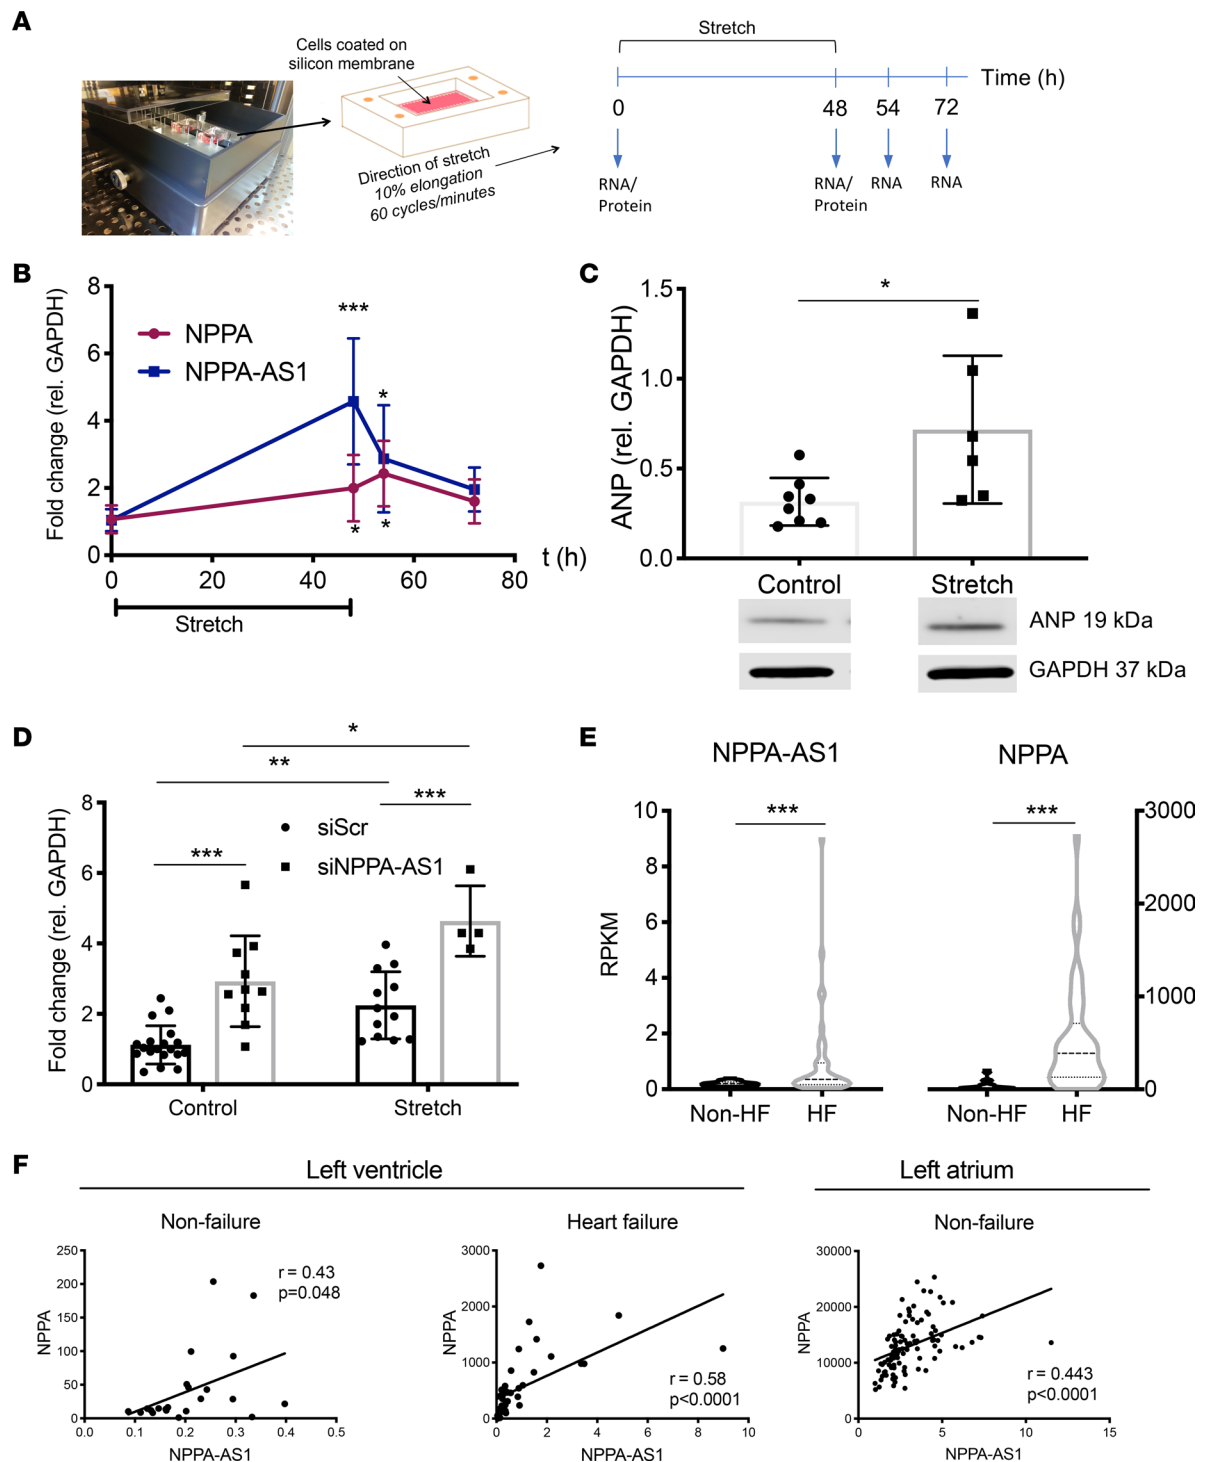 A
Cells coated on
silicon membrane
Direction of stretch
10% elongation
60 cycles/minutes
Stretch
Time (h)
0
48
54
72
RNA/
Protein
RNA/
Protein
RNA
RNA
B
Fold change (rel. GAPDH)
8
6
4
2
0
NPPA
NPPA-AS1
***
*
*
*
0
20
40
60
80
t (h)
Stretch
C
ANP (rel. GAPDH)
1.5
1.0
0.5
0.0
*
Control
Stretch
ANP 19 kDa
GAPDH 37 kDa
D
Fold change (rel. GAPDH)
8
6
4
2
0
*
**
***
***
siScr
siNPPA-AS1
Control
Stretch
E
NPPA-AS1
NPPA
RPKM
10
8
6
4
2
0
***
***
3000
2000
1000
0
Non-HF
HF
Non-HF
HF
F
Left ventricle
Left atrium
Non-failure
NPPA
250
200
150
100
50
0
r = 0.43
p=0.048
0.0
0.1
0.2
0.3
0.4
0.5
NPPA-AS1
Heart failure
NPPA
3000
2000
1000
0
r = 0.58
p<0.0001
0
2
4
6
8
10
NPPA-AS1
Non-failure
NPPA
30000
20000
10000
0
r = 0.443
p<0.0001
0
5
10
15
NPPA-AS1